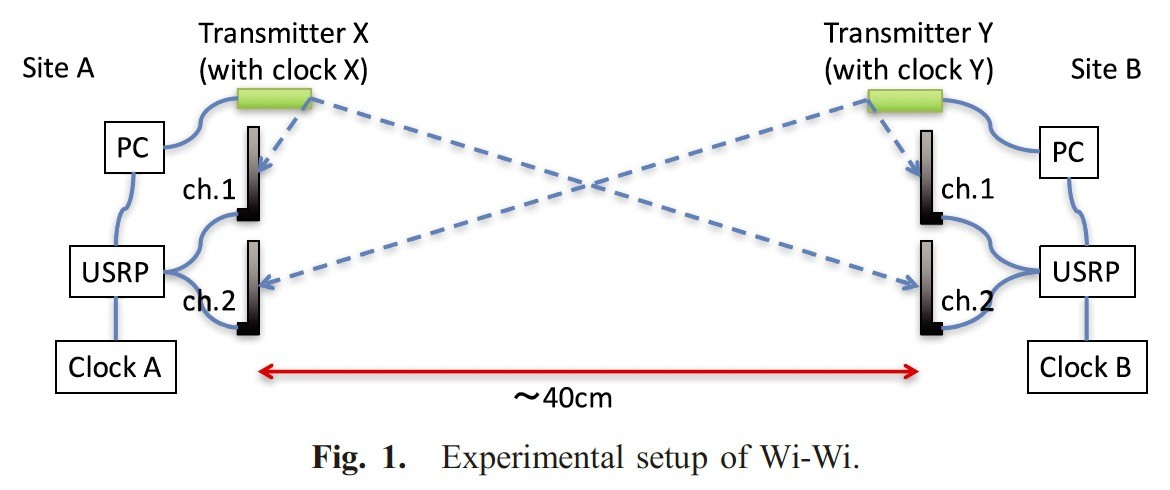 Site A
Transmitter X
(with clock X)
Transmitter Y
(with clock Y)
Site B
PC
PC
ch.1
ch.1
USRP
USRP
ch.2
ch.2
Clock A
Clock B
～40cm
Fig. 1. Experimental setup of Wi-Wi.